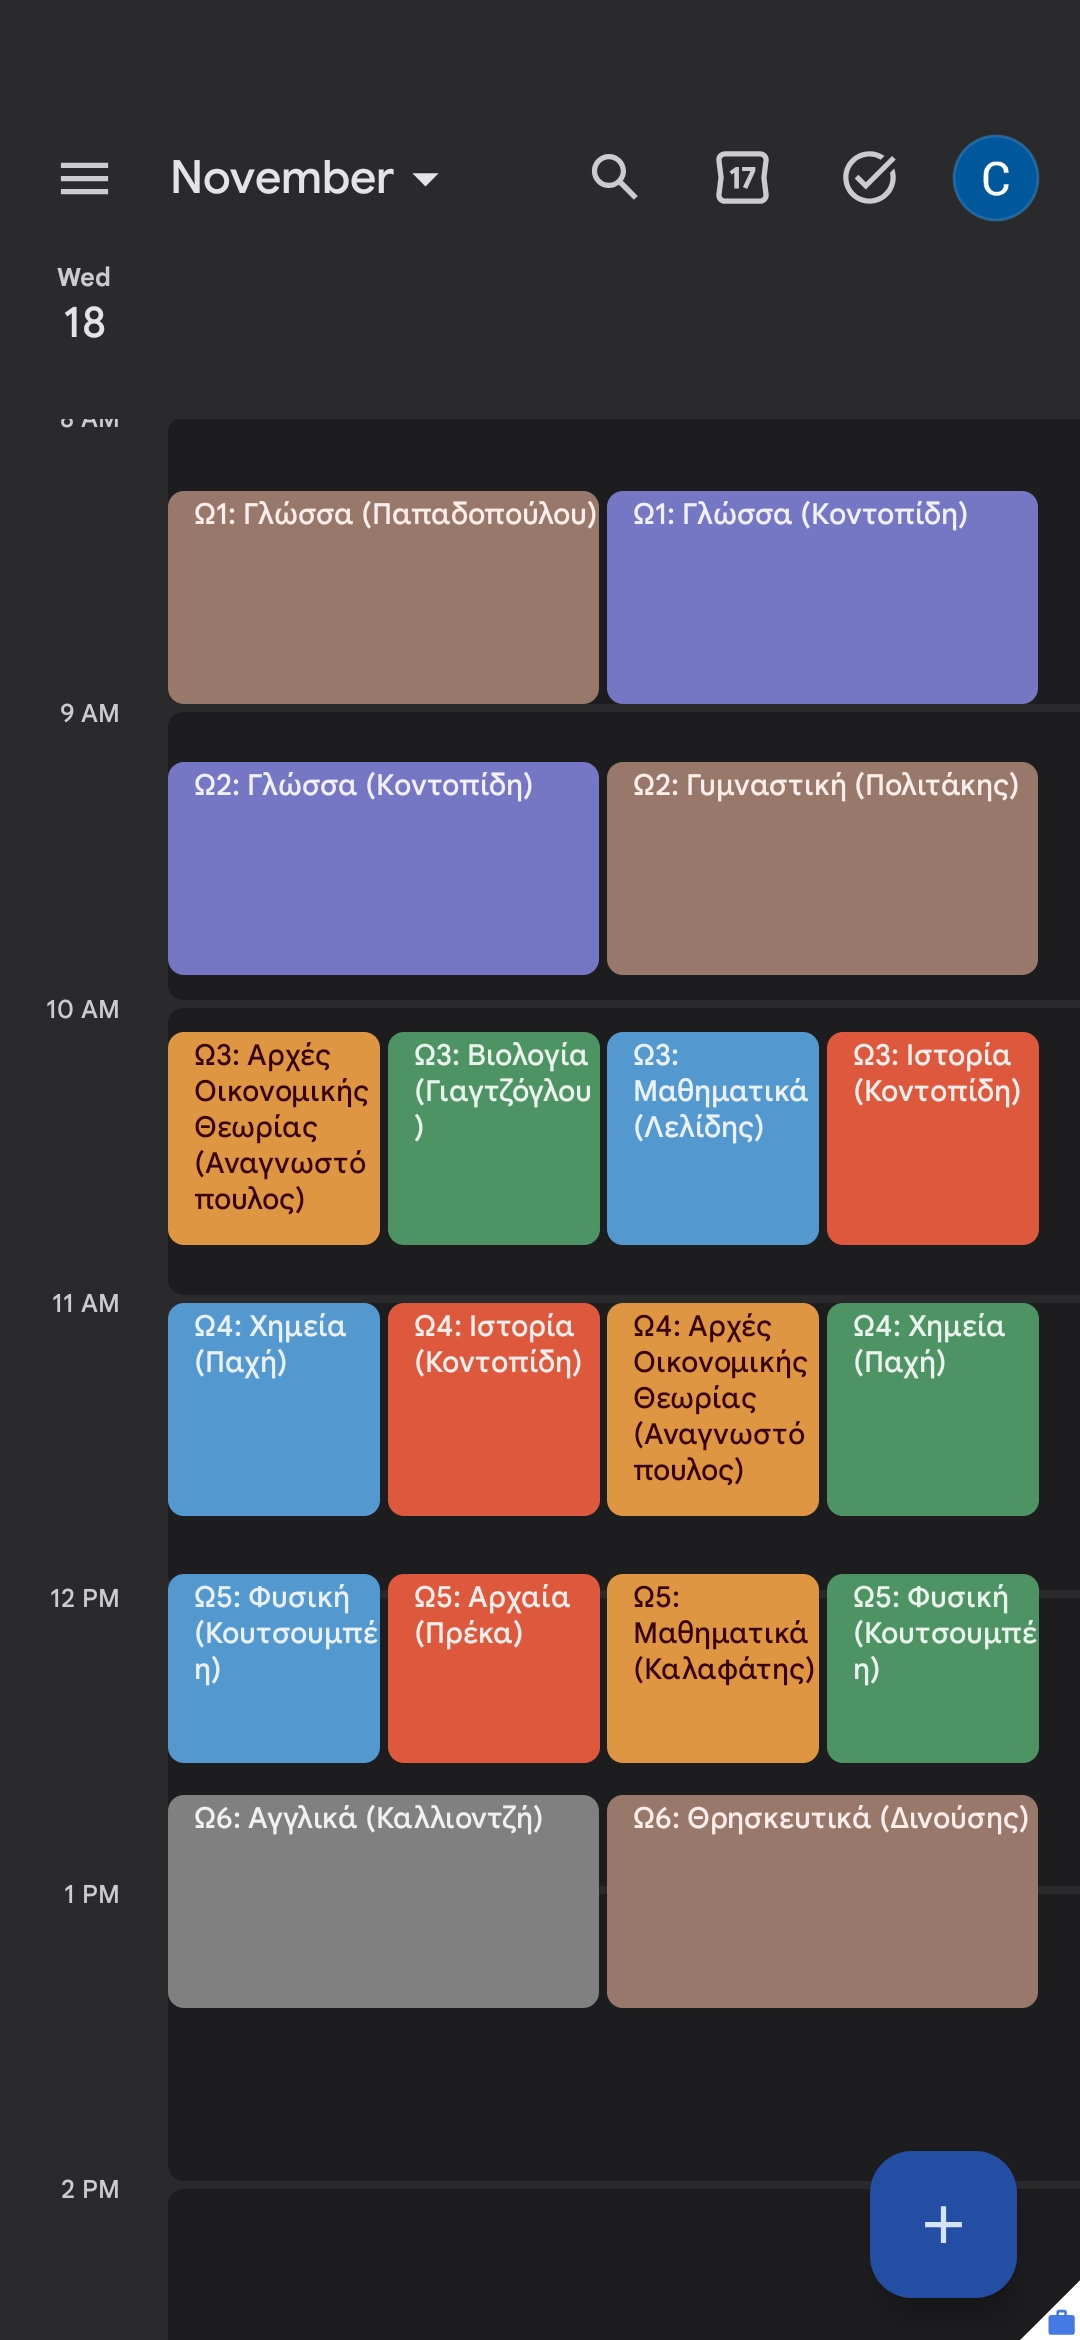 November
17
C
Wed
18
8 AM
Ω1: Γλώσσα (Παπαδοπούλου)
Ω1: Γλώσσα (Κοντοπίδη)
9 AM
Ω2: Γλώσσα (Κοντοπίδη)
Ω2: Γυμναστική (Πολιτάκης)
10 AM
Ω3: Αρχές
Οικονομικής
Θεωρίας
(Αναγνωστό
πουλος)
Ω3: Βιολογία
(Γιαγτζόγλου
)
Ω3:
Μαθηματικά
(Λελίδης)
Ω3: Ιστορία
(Κοντοπίδη)
11 AM
Ω4: Χημεία
(Παχή)
Ω4: Ιστορία
(Κοντοπίδη)
Ω4: Αρχές
Οικονομικής
Θεωρίας
(Αναγνωστό
πουλος)
Ω4: Χημεία
(Παχή)
12 PM
Ω5: Φυσική
(Κουτσουμπέ
η)
Ω5: Αρχαία
(Πρέκα)
Ω5:
Μαθηματικά
(Καλαφάτης)
Ω5: Φυσική
(Κουτσουμπέ
η)
Ω6: Αγγλικά (Καλλιοντζή)
Ω6: Θρησκευτικά (Δινούσης)
1 PM
2 PM